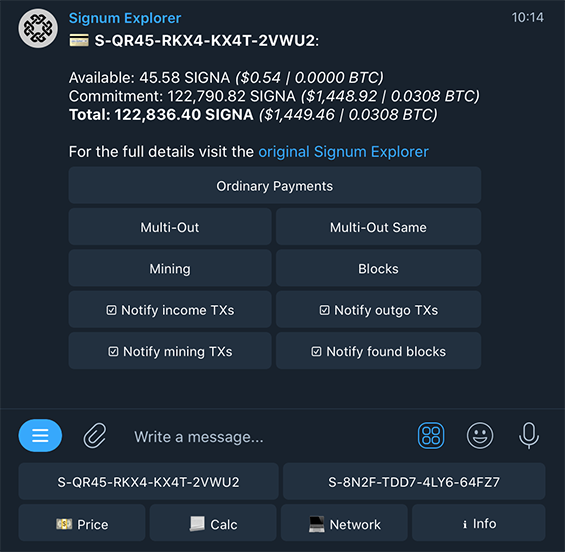 Signum Explorer 10:14
💳 S-QR45-RKX4-KX4T-2VWU2:
Available: 45.58 SIGNA ($0.54 | 0.0000 BTC)
Commitment: 122,790.82 SIGNA ($1,448.92 | 0.0308 BTC)
Total: 122,836.40 SIGNA ($1,449.46 | 0.0308 BTC)
For the full details visit the original Signum Explorer
Ordinary Payments
Multi-Out Multi-Out Same
Mining Blocks
☑ Notify income TXs ☑ Notify outgo TXs
☑ Notify mining TXs ☑ Notify found blocks
Write a message...
S-QR45-RKX4-KX4T-2VWU2 S-8N2F-TDD7-4LY6-64FZ7
💵 Price 📃 Calc 💻 Network ℹ Info